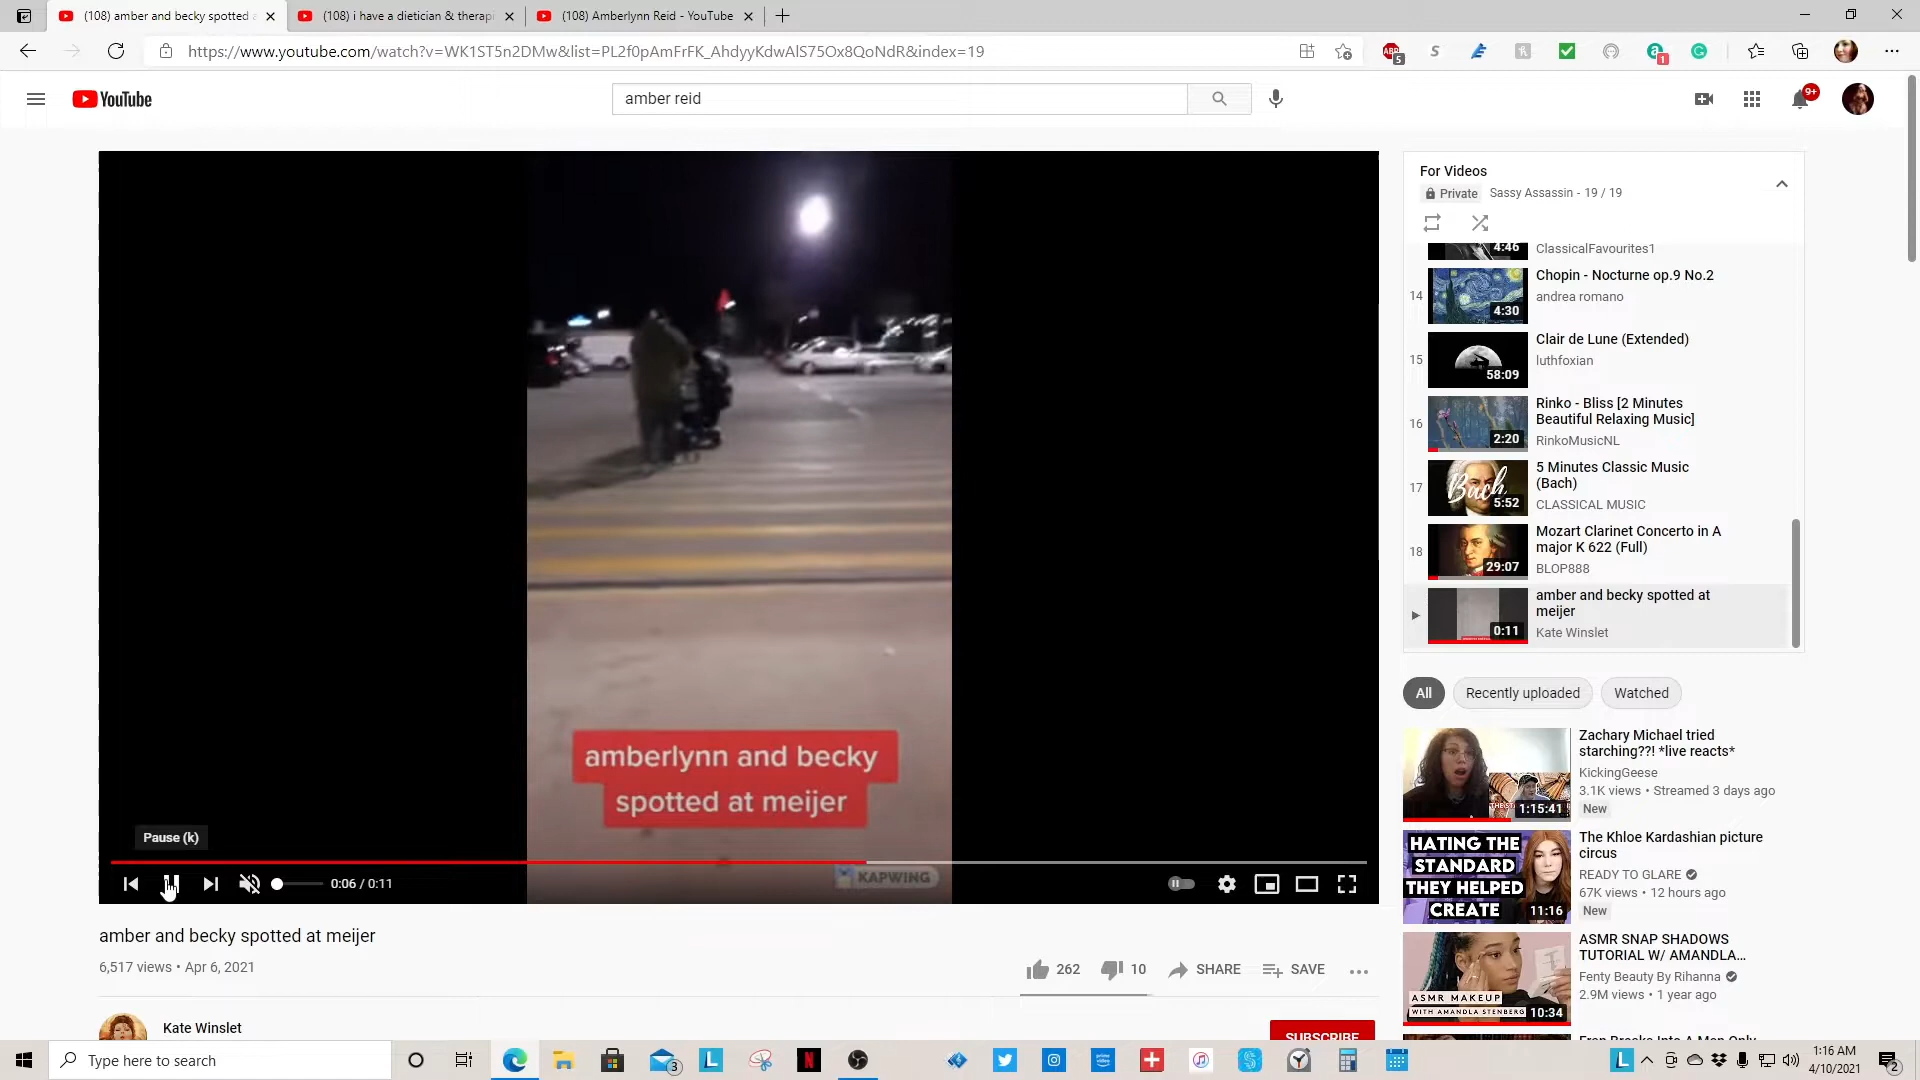 (108) amber and becky spotted a
(108) i have a dietician & therap
(108) Amberlynn Reid - YouTube
https://www.youtube.com/watch?v=WK1ST5n2DMw&list=PL2f0pAmFrFK_AhdyyKdwAlS75Ox8QoNdR&index=19
5
1
YouTube
amber reid
9+
amberlynn and becky
spotted at meijer
Pause (k)
KAPWING
0:06 / 0:11
amber and becky spotted at meijer
6,517 views • Apr 6, 2021
262
10
SHARE
SAVE
Kate Winslet
SUBSCRIBE
For Videos
Private
Sassy Assassin - 19 / 19
4:46
ClassicalFavourites1
14
4:30
Chopin - Nocturne op.9 No.2
andrea romano
15
58:09
Clair de Lune (Extended)
luthfoxian
16
2:20
Rinko - Bliss [2 Minutes
Beautiful Relaxing Music]
RinkoMusicNL
17
Bach
5:52
5 Minutes Classic Music
(Bach)
CLASSICAL MUSIC
18
29:07
Mozart Clarinet Concerto in A
major K 622 (Full)
BLOP888
0:11
amber and becky spotted at
meijer
Kate Winslet
All
Recently uploaded
Watched
1:15:41
Zachary Michael tried
starching??! *live reacts*
KickingGeese
3.1K views • Streamed 3 days ago
New
HATING THE
STANDARD
THEY HELPED
CREATE
11:16
The Khloe Kardashian picture
circus
READY TO GLARE
67K views • 12 hours ago
New
ASMR MAKEUP
WITH AMANDLA STENBERG
10:34
ASMR SNAP SHADOWS
TUTORIAL W/ AMANDLA...
Fenty Beauty By Rihanna
2.9M views • 1 year ago
Type here to search
3
1:16 AM
4/10/2021
2